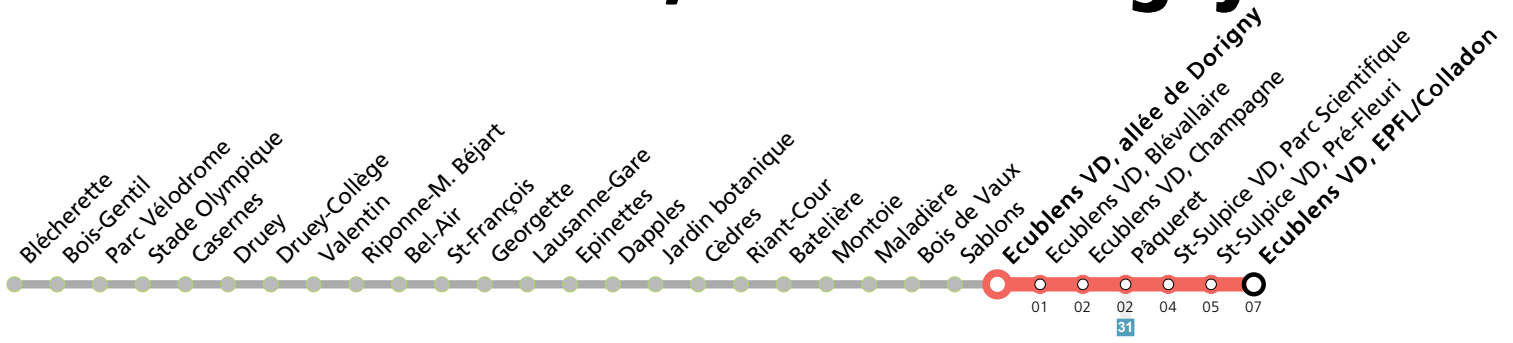 Blécherette
Bois-Gentil
Parc Vélodrome
Stade Olympique
Casernes
Druey
Druey-Collège
Valentin
Riponne-M. Béjart
Bel-Air
St-François
Georgette
Lausanne-Gare
Epinettes
Dapples
Jardin botanique
Cèdres
Riant-Cour
Batelière
Montoie
Maladière
Bois de Vaux
Sablons
Ecublens VD, allée de Dorigny
Ecublens VD, Blévallaire
Ecublens VD, Champagne
Pâqueret
St-Sulpice VD, Parc Scientifique
St-Sulpice VD, Pré-Fleuri
Ecublens VD, EPFL/Colladon
01 02 02 04 05 07
31